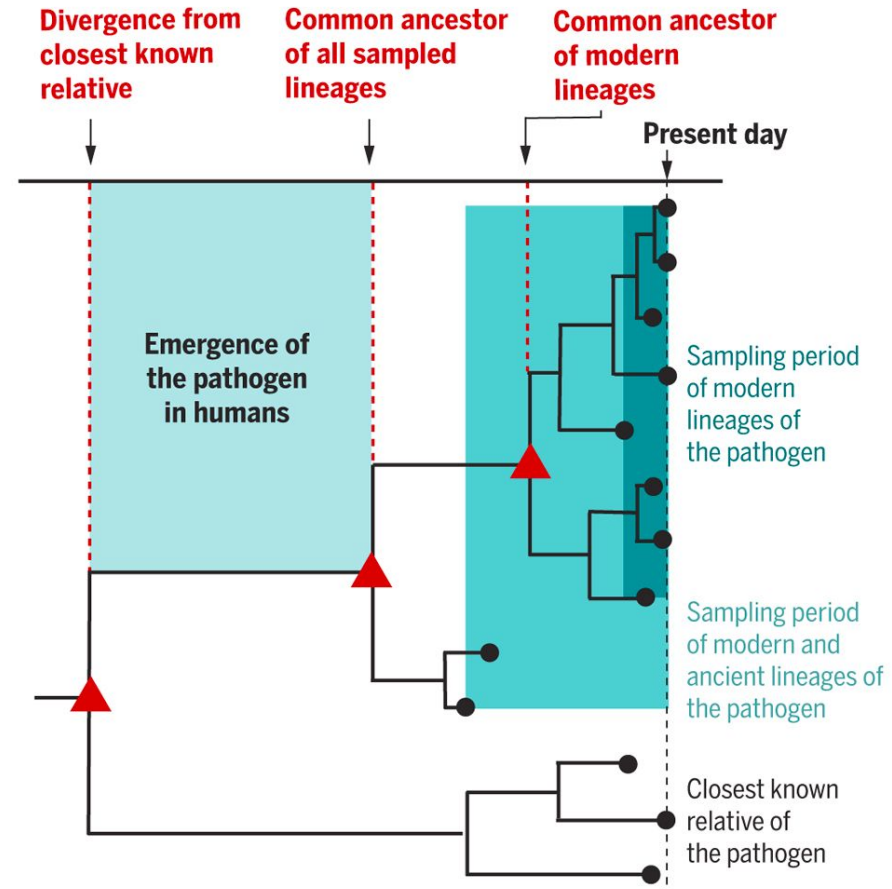 Divergence from
closest known
relative
Common ancestor
of all sampled
lineages
Common ancestor
of modern
lineages
Present day
Emergence of
the pathogen
in humans
Sampling period
of modern
lineages of
the pathogen
Sampling period
of modern and
ancient lineages of
the pathogen
Closest known
relative of
the pathogen